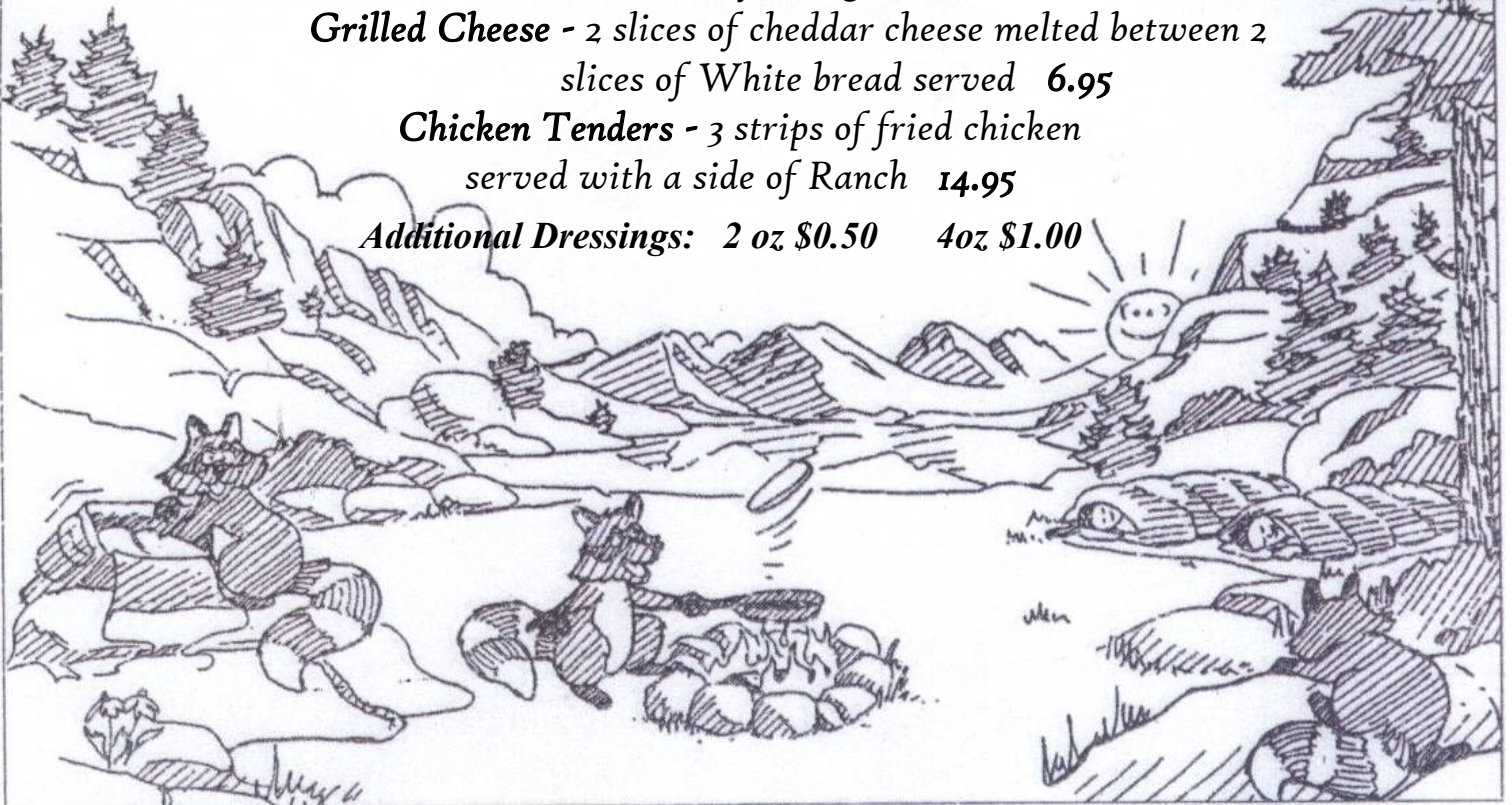 Grilled Cheese - 2 slices of cheddar cheese melted between 2
slices of White bread served 6.95
Chicken Tenders - 3 strips of fried chicken
served with a side of Ranch 14.95
Additional Dressings: 2 oz $0.50 4oz $1.00